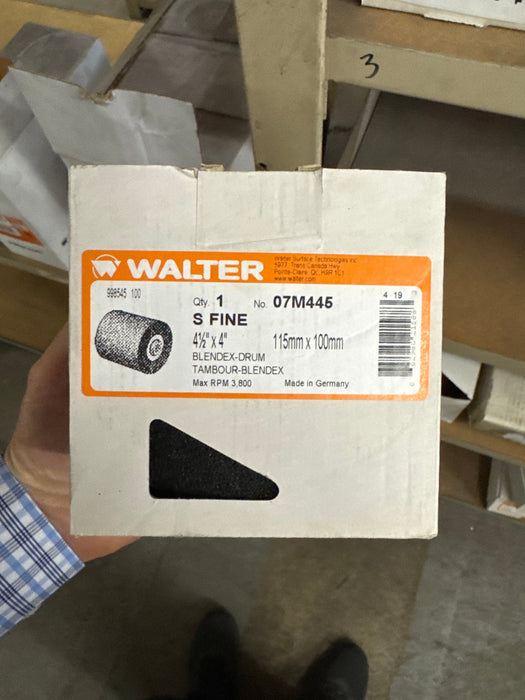 3
WALTER
Walter Surface Technologies Inc
5977, Trans Canada Hwy.
Pointe-Claire, Qc, H9R 1C1
www.walter.com
998545 100
Qty. 1 No. 07M445
4 19
S FINE
4½" x 4" 115mm x 100mm
BLENDEX-DRUM
TAMBOUR-BLENDEX
Max RPM 3,800 Made in Germany